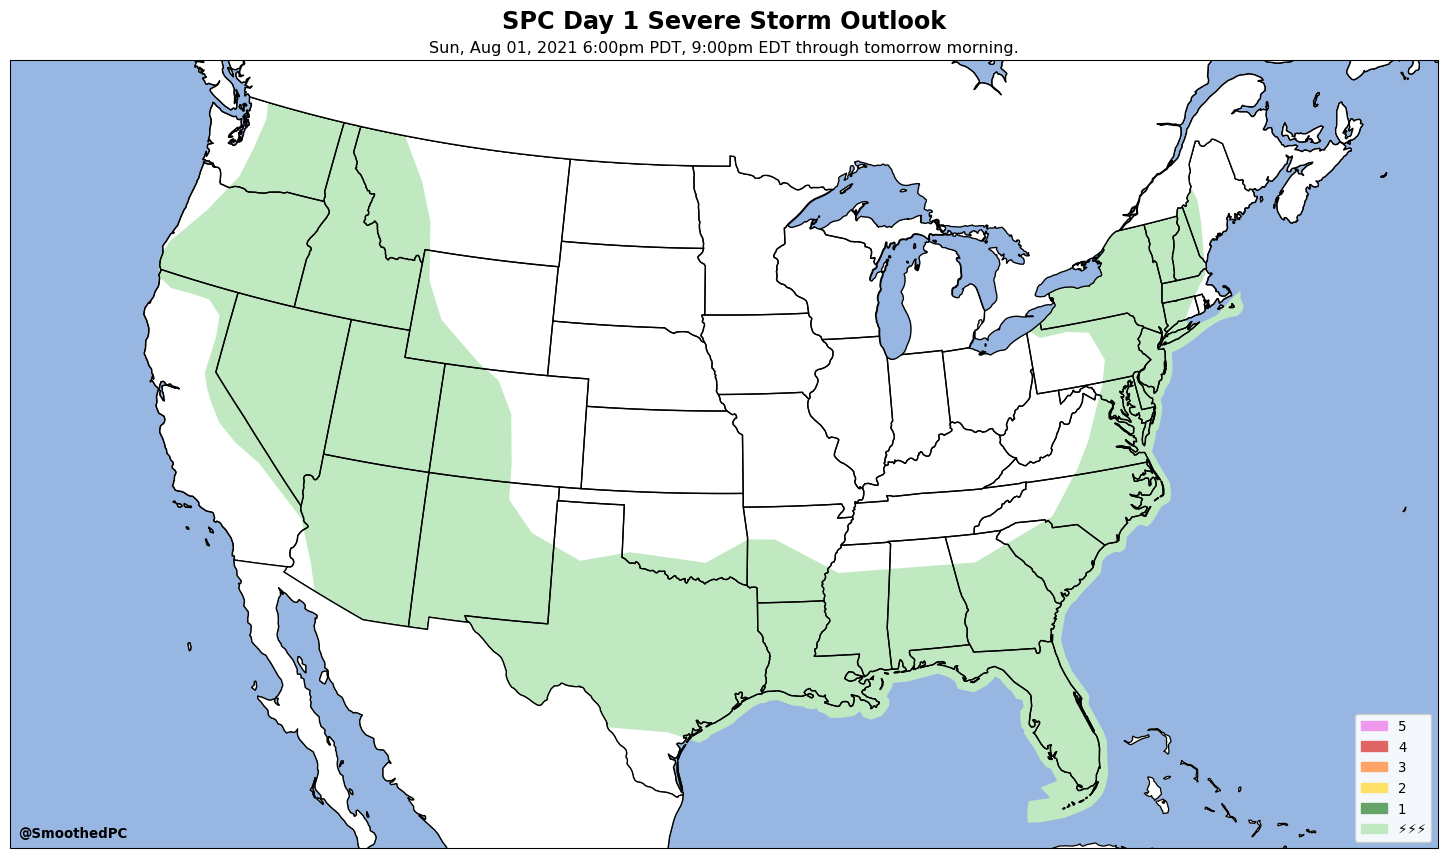 SPC Day 1 Severe Storm Outlook
Sun, Aug 01, 2021 6:00pm PDT, 9:00pm EDT through tomorrow morning.
5
4
3
2
1
⚡⚡⚡
@SmoothedPC